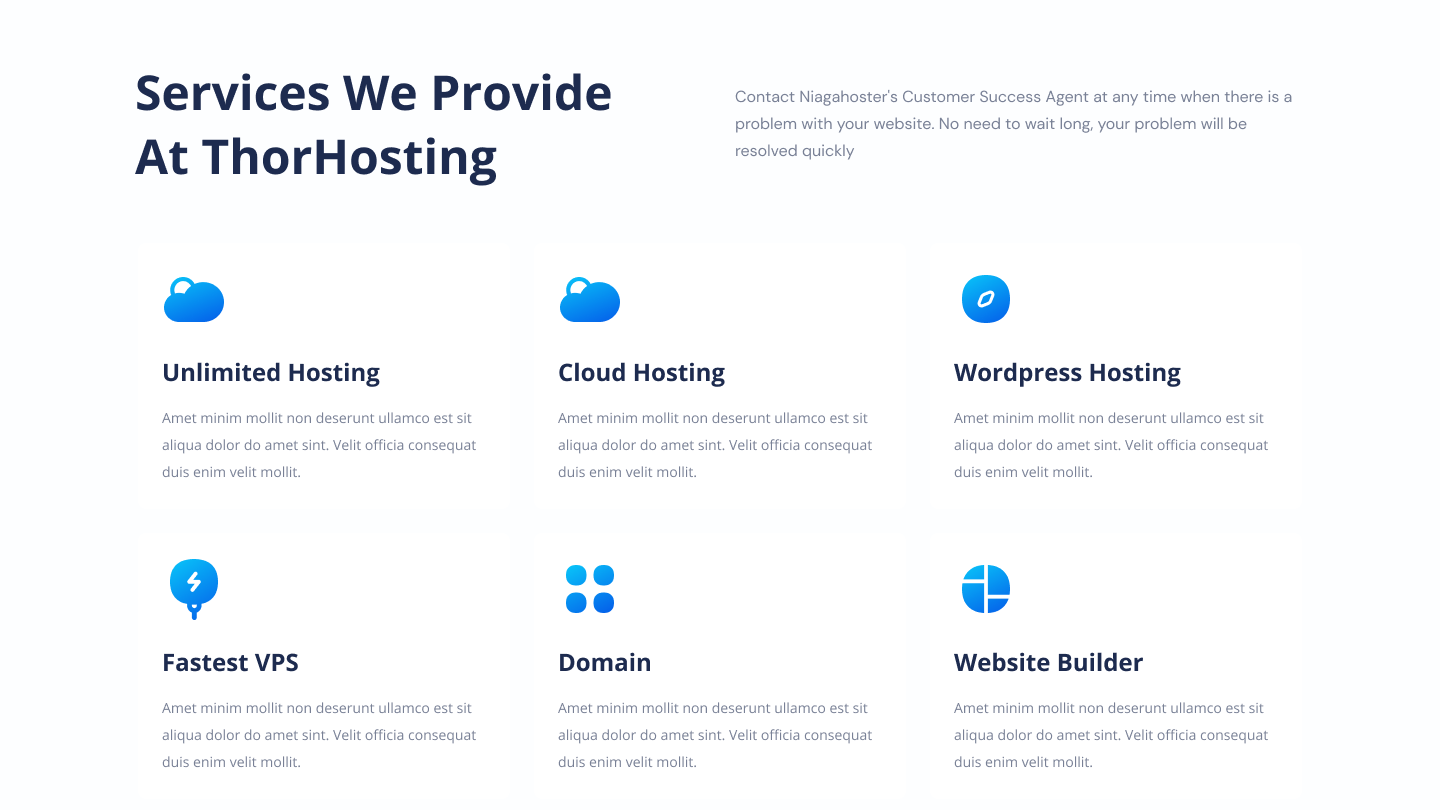 Services We Provide
At ThorHosting
Contact Niagahoster's Customer Success Agent at any time when there is a
problem with your website. No need to wait long, your problem will be
resolved quickly
Unlimited Hosting
Amet minim mollit non deserunt ullamco est sit
aliqua dolor do amet sint. Velit officia consequat
duis enim velit mollit.
Cloud Hosting
Amet minim mollit non deserunt ullamco est sit
aliqua dolor do amet sint. Velit officia consequat
duis enim velit mollit.
Wordpress Hosting
Amet minim mollit non deserunt ullamco est sit
aliqua dolor do amet sint. Velit officia consequat
duis enim velit mollit.
Fastest VPS
Amet minim mollit non deserunt ullamco est sit
aliqua dolor do amet sint. Velit officia consequat
duis enim velit mollit.
Domain
Amet minim mollit non deserunt ullamco est sit
aliqua dolor do amet sint. Velit officia consequat
duis enim velit mollit.
Website Builder
Amet minim mollit non deserunt ullamco est sit
aliqua dolor do amet sint. Velit officia consequat
duis enim velit mollit.